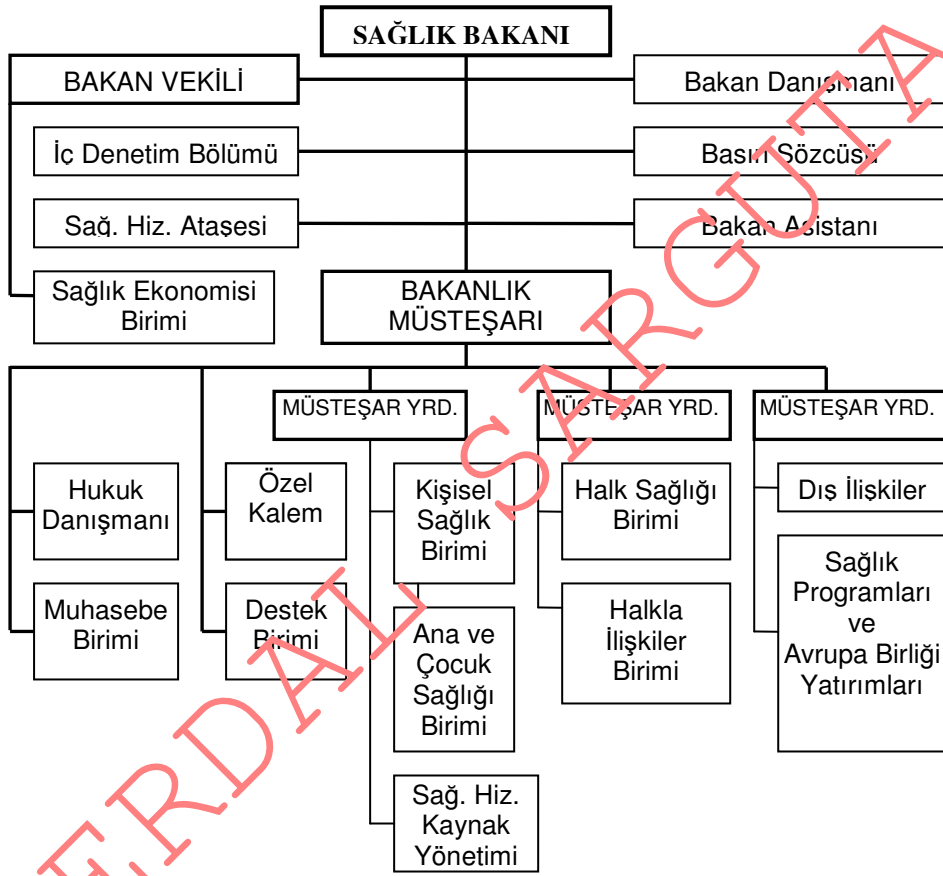 SAĞLIK BAKANI
BAKAN VEKİLİ
Bakan Danışmanı
İç Denetim Bölümü
Basın Sözcüsü
Sağ. Hiz. Ataşesi
Bakan Asistanı
Sağlık Ekonomisi
Birimi
BAKANLIK
MÜSTEŞARI
MÜSTEŞAR YRD.
MÜSTEŞAR YRD.
MÜSTEŞAR YRD.
Hukuk
Danışmanı
Özel
Kalem
Kişisel
Sağlık
Birimi
Halk Sağlığı
Birimi
Dış İlişkiler
Muhasebe
Birimi
Destek
Birimi
Ana ve
Çocuk
Sağlığı
Birimi
Halkla
İlişkiler
Birimi
Sağlık
Programları
ve
Avrupa Birliği
Yatırımları
Sağ. Hiz.
Kaynak
Yönetimi
ERDAL SARGUTA